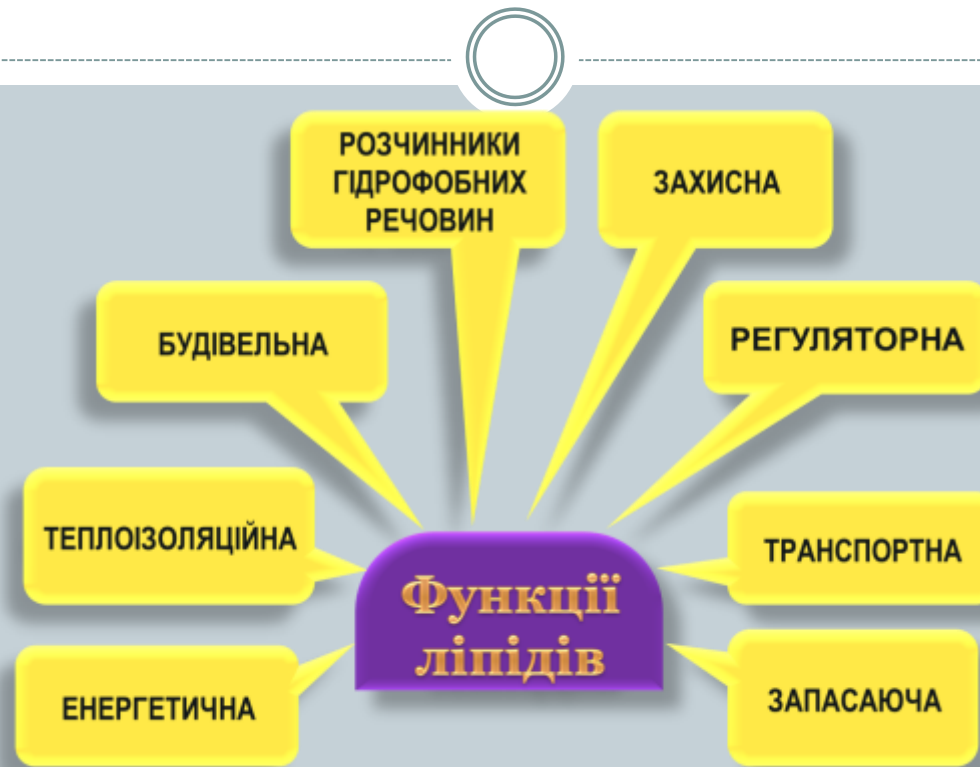 РОЗЧИННИКИ
ГІДРОФОБНИХ
РЕЧОВИН
ЗАХИСНА
БУДІВЕЛЬНА
РЕГУЛЯТОРНА
ТЕПЛОІЗОЛЯЦІЙНА
ТРАНСПОРТНА
Функції
ліпідів
ЕНЕРГЕТИЧНА
ЗАПАСАЮЧА